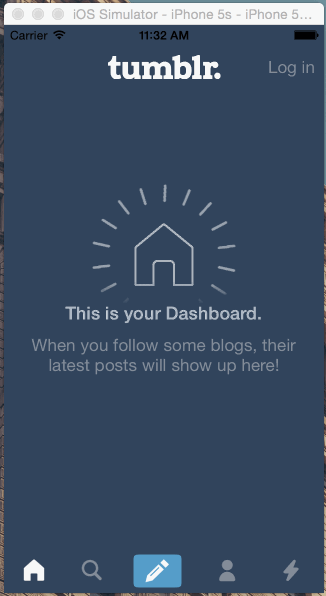 iOS Simulator - iPhone 5s - iPhone 5...
Carrier 11:32 AM
tumblr. Log in
This is your Dashboard.
When you follow some blogs, their
latest posts will show up here!